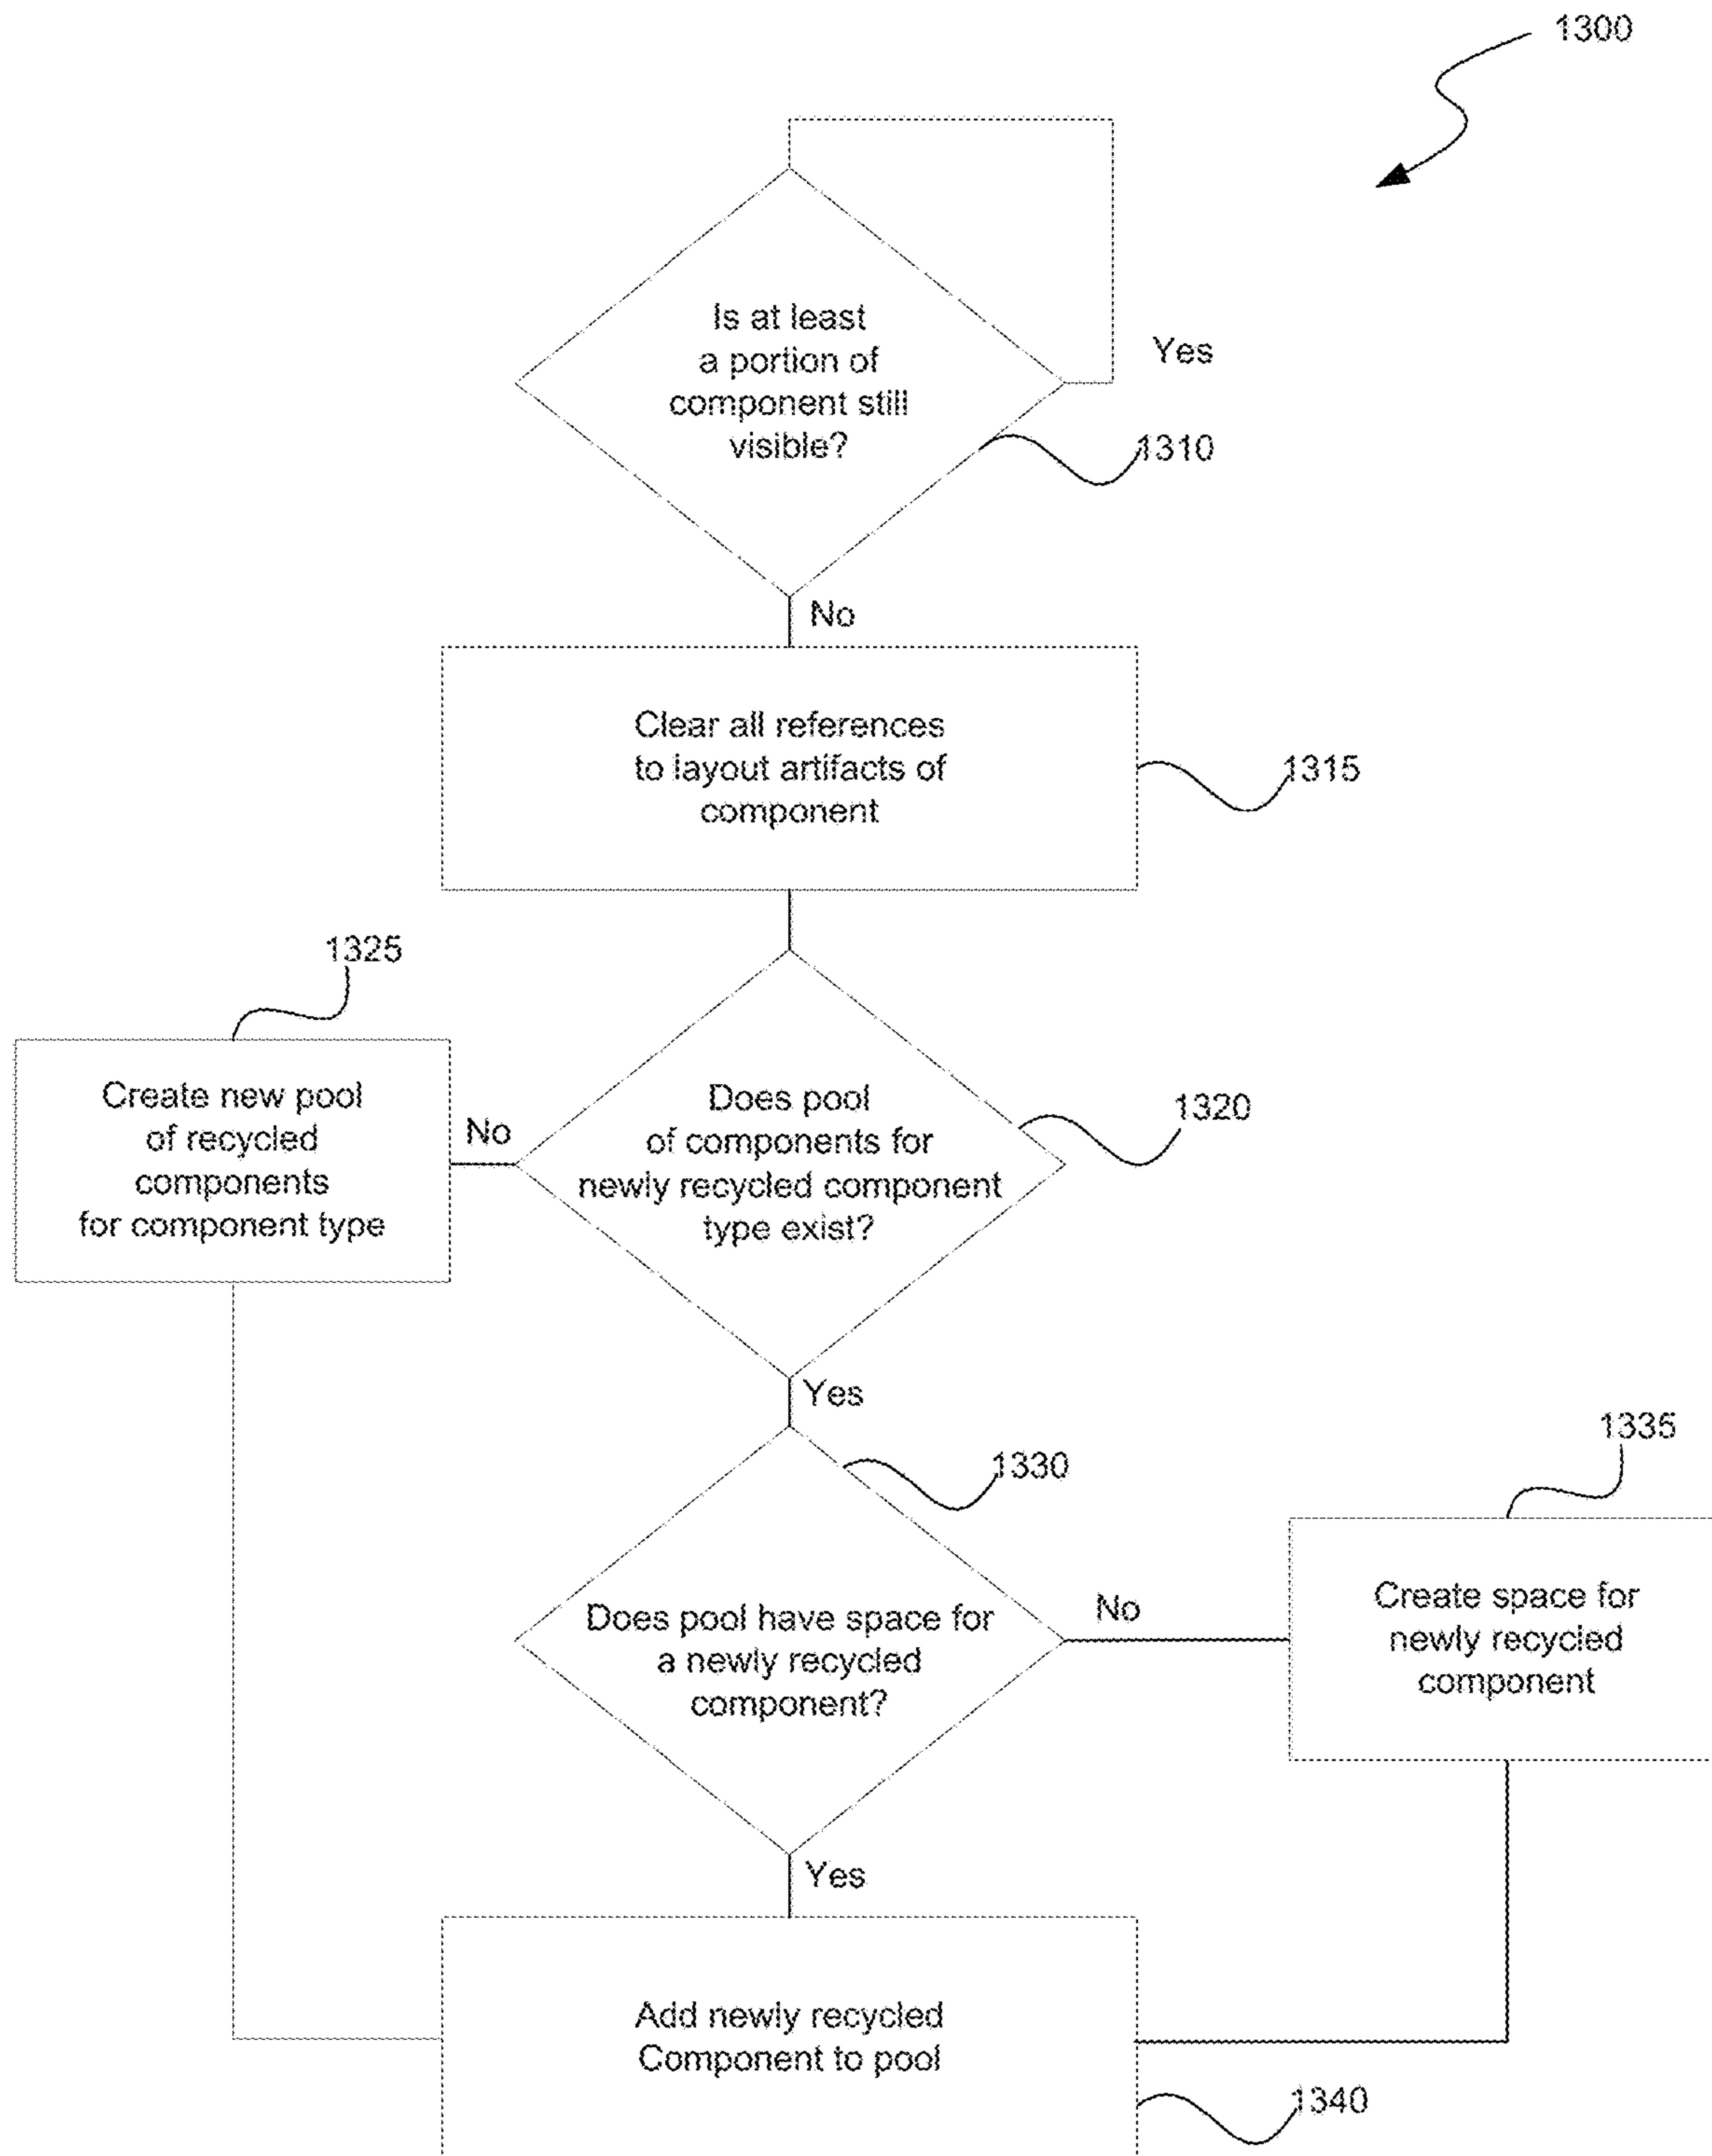 1300
Is at least
a portion of
component still
visible?
Yes
1310
No
Clear all references
to layout artifacts of
component
1315
1325
Create new pool
of recycled
components
for component type
No
Does pool
of components for
newly recycled component
type exist?
1320
Yes
1330
1335
Does pool have space for
a newly recycled
component?
No
Create space for
newly recycled
component
Yes
Add newly recycled
Component to pool
1340